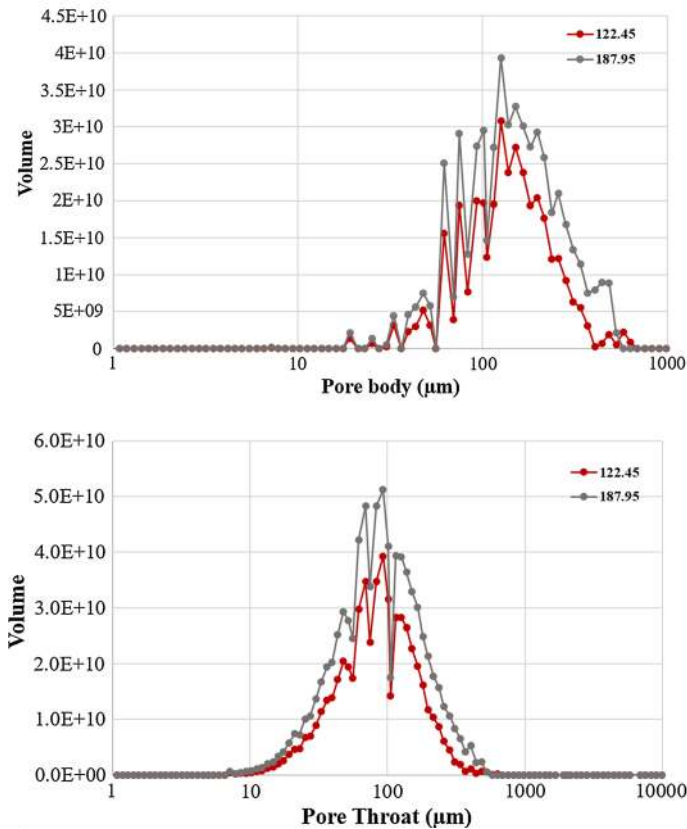 4.5E+10
4E+10
3.5E+10
3E+10
2.5E+10
2E+10
1.5E+10
1E+10
5E+09
0
Volume
122.45
187.95
1 10 100 1000
Pore body (µm)
6.0E+10
5.0E+10
4.0E+10
3.0E+10
2.0E+10
1.0E+10
0.0E+00
Volume
122.45
187.95
1 10 100 1000 10000
Pore Throat (µm)